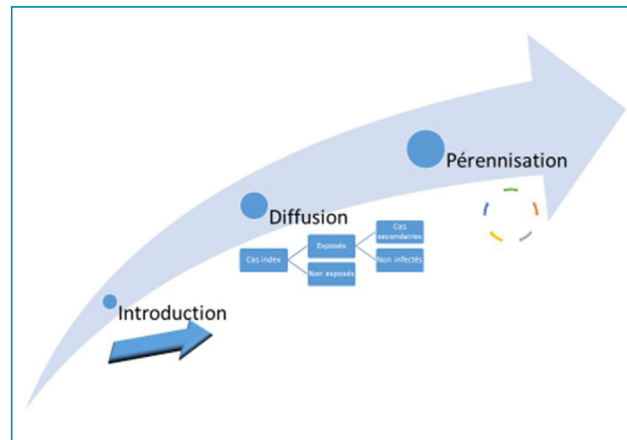 Pérennisation
Diffusion
Cas index
Exposés
Non exposés
Cas
secondaires
Non infectés
Introduction